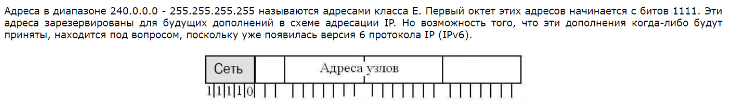 Адреса в диапазоне 240.0.0.0 - 255.255.255.255 называются адресами класса E. Первый октет этих адресов начинается с битов 1111. Эти
адреса зарезервированы для будущих дополнений в схеме адресации IP. Но возможность того, что эти дополнения когда-либо будут
приняты, находится под вопросом, поскольку уже появилась версия 6 протокола IP (IPv6).
Сеть Адреса узлов
1 1 1 1 0